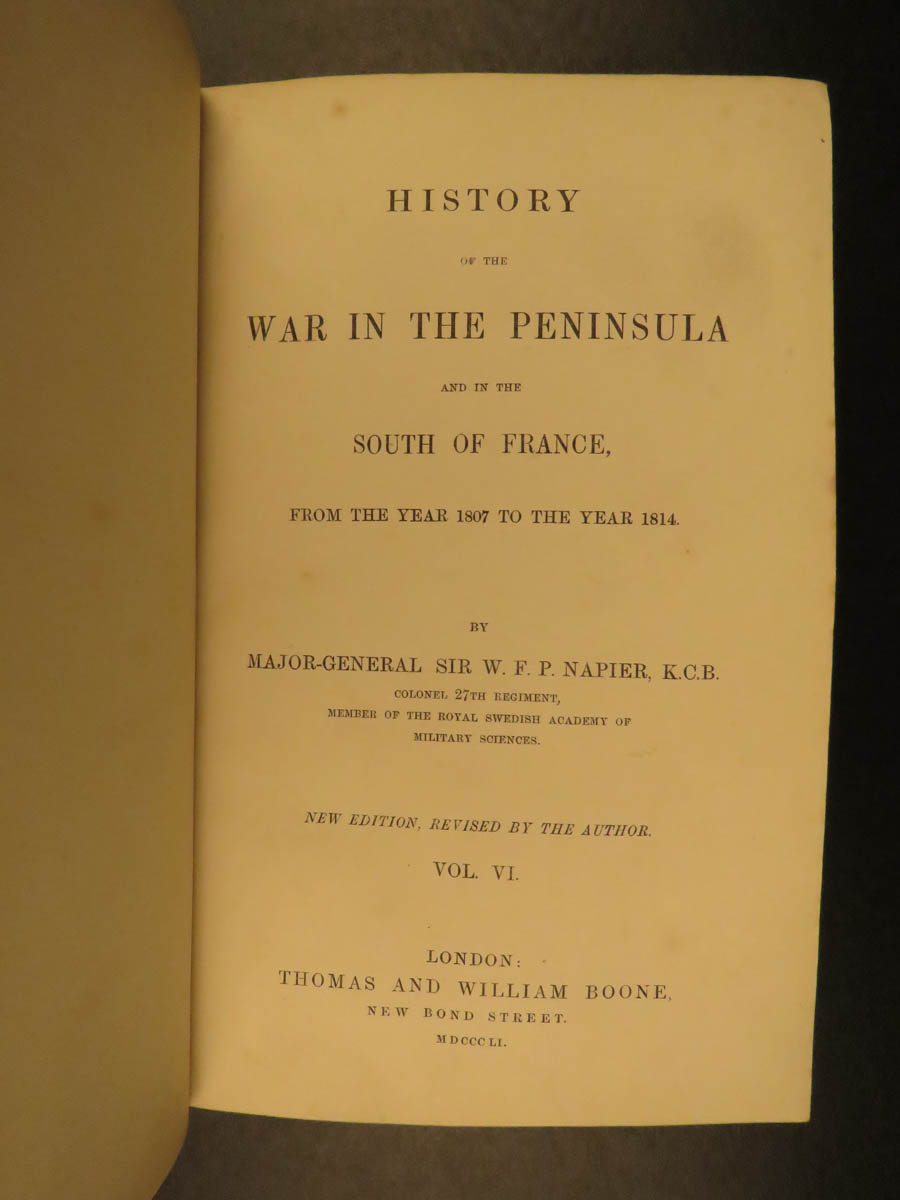 HISTORY
OF THE
WAR IN THE PENINSULA
AND IN THE
SOUTH OF FRANCE,
FROM THE YEAR 1807 TO THE YEAR 1814.
BY
MAJOR-GENERAL SIR W. F. P. NAPIER, K.C.B.
COLONEL 27TH REGIMENT,
MEMBER OF THE ROYAL SWEDISH ACADEMY OF
MILITARY SCIENCES.
NEW EDITION, REVISED BY THE AUTHOR.
VOL. VI.
LONDON:
THOMAS AND WILLIAM BOONE,
NEW BOND STREET.
MDCCCLI.